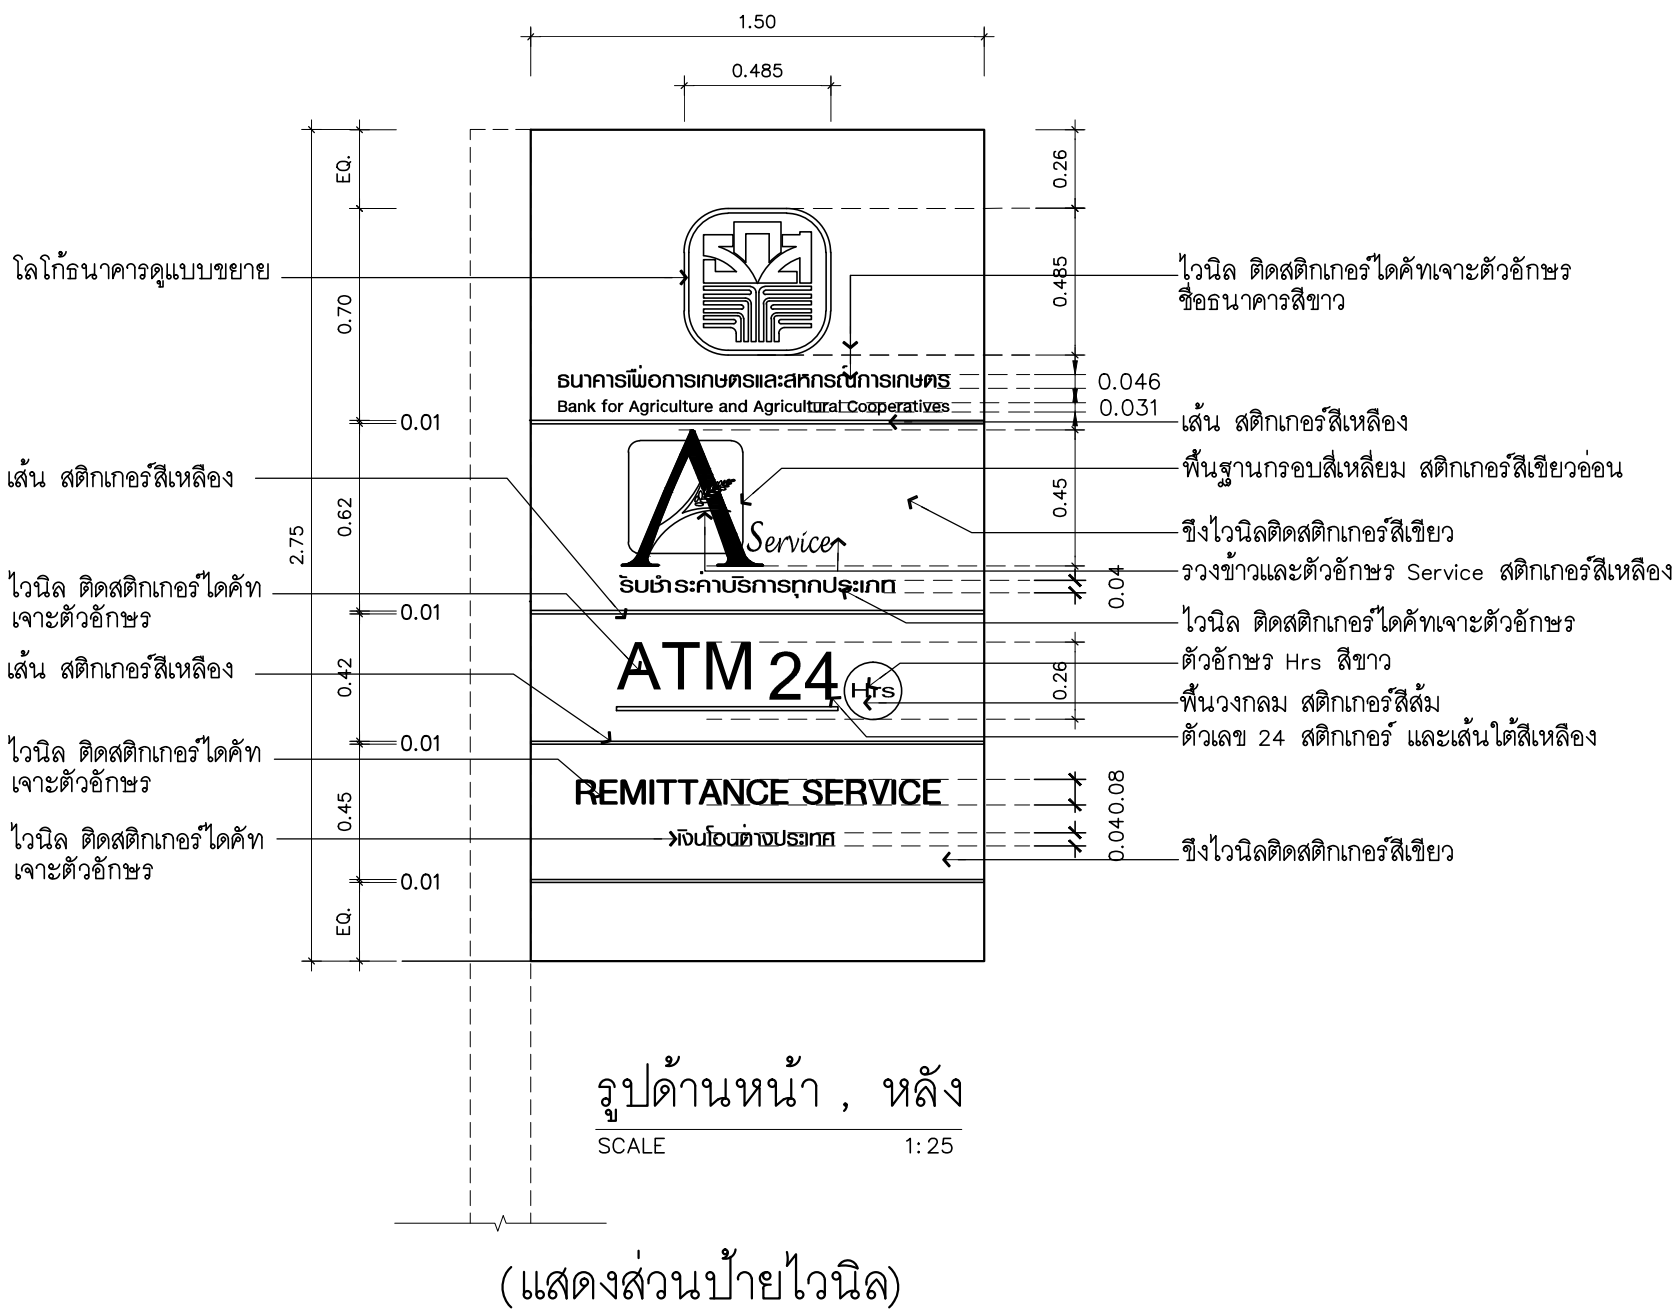 1.50
0.485
EQ.
0.26
โลโก้ธนาคารดูแบบขยาย
0.70
0.485
ไวนิล ติดสติกเกอร์ไดคัทเจาะตัวอักษร
ชื่อธนาคารสีขาว
ธนาคารเพื่อการเกษตรและสหกรณ์การเกษตร
0.046
Bank for Agriculture and Agricultural Cooperatives
0.031
0.01
เส้น สติกเกอร์สีเหลือง
เส้น สติกเกอร์สีเหลือง
พื้นฐานกรอบสี่เหลี่ยม สติกเกอร์สีเขียวอ่อน
0.62
0.45
2.75
A
Service
ขึงไวนิลติดสติกเกอร์สีเขียว
รวงข้าวและตัวอักษร Service สติกเกอร์สีเหลือง
ไวนิล ติดสติกเกอร์ไดคัท
เจาะตัวอักษร
รับชำระค่าบริการทุกประเภท
0.04
0.01
ไวนิล ติดสติกเกอร์ไดคัทเจาะตัวอักษร
เส้น สติกเกอร์สีเหลือง
0.42
ATM 24 Hrs
0.26
ตัวอักษร Hrs สีขาว
พื้นวงกลม สติกเกอร์สีส้ม
ตัวเลข 24 สติกเกอร์ และเส้นใต้สีเหลือง
0.01
ไวนิล ติดสติกเกอร์ไดคัท
เจาะตัวอักษร
REMITTANCE SERVICE
0.08
0.45
ไวนิล ติดสติกเกอร์ไดคัท
เจาะตัวอักษร
เงินโอนต่างประเทศ
0.04
ขึงไวนิลติดสติกเกอร์สีเขียว
0.01
EQ.
รูปด้านหน้า , หลัง
SCALE 1:25
(แสดงส่วนป้ายไวนิล)